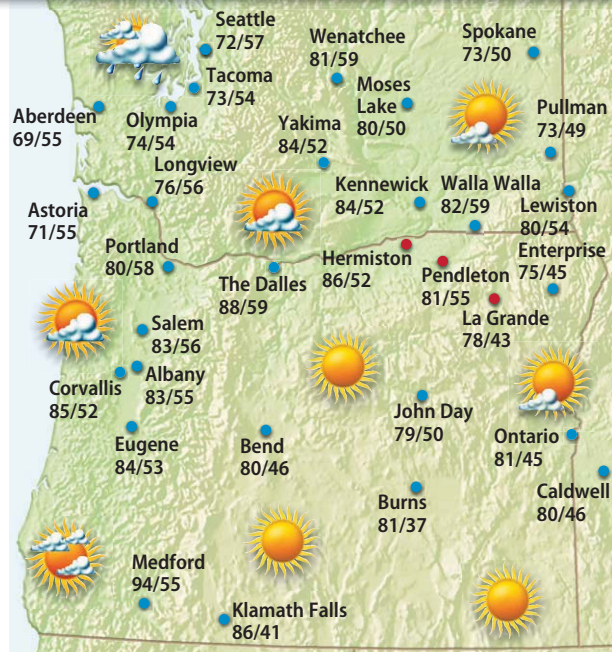 Seattle
72/57
Wenatchee
81/59
Spokane
73/50
Tacoma
73/54
Moses
Lake
80/50
Aberdeen
69/55
Olympia
74/54
Yakima
84/52
Pullman
73/49
Longview
76/56
Kennewick
84/52
Walla Walla
82/59
Lewiston
80/54
Astoria
71/55
Portland
80/58
The Dalles
88/59
Hermiston
86/52
Pendleton
81/55
Enterprise
75/45
La Grande
78/43
Salem
83/56
Albany
83/55
Corvallis
85/52
Eugene
84/53
Bend
80/46
John Day
79/50
Ontario
81/45
Burns
81/37
Caldwell
80/46
Medford
94/55
Klamath Falls
86/41